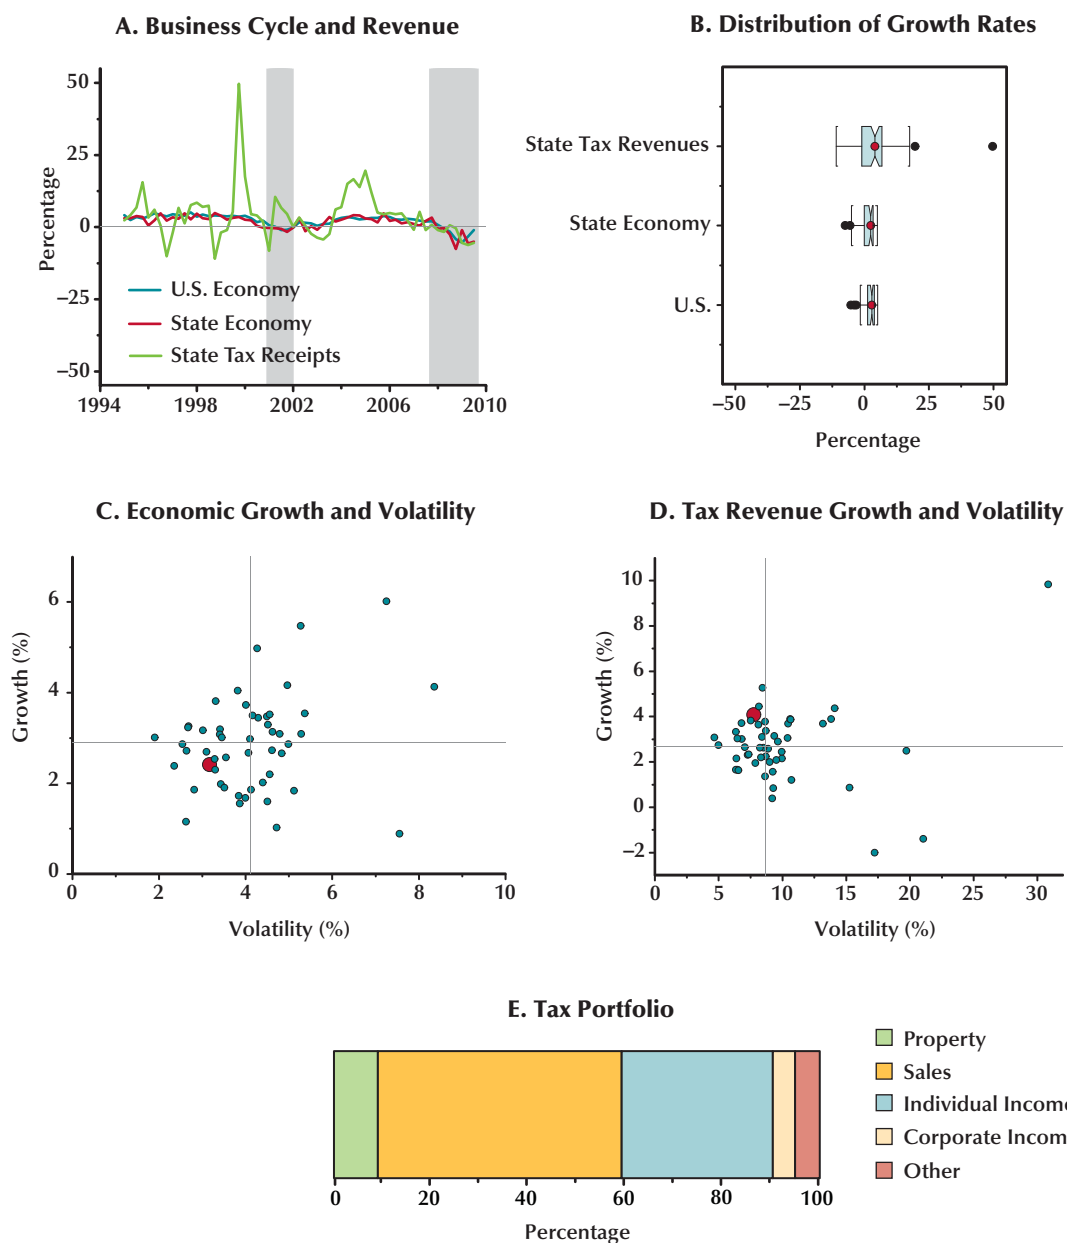 A. Business Cycle and Revenue
50
25
0
−25
−50
Percentage
U.S. Economy
State Economy
State Tax Receipts
1994 1998 2002 2006 2010
B. Distribution of Growth Rates
State Tax Revenues
State Economy
U.S.
−50 −25 0 25 50
Percentage
C. Economic Growth and Volatility
6
4
2
0
Growth (%)
0 2 4 6 8 10
Volatility (%)
D. Tax Revenue Growth and Volatility
10
8
6
4
2
0
−2
Growth (%)
0 5 10 15 20 25 30
Volatility (%)
E. Tax Portfolio
0 20 40 60 80 100
Percentage
Property
Sales
Individual Income
Corporate Incom
Other